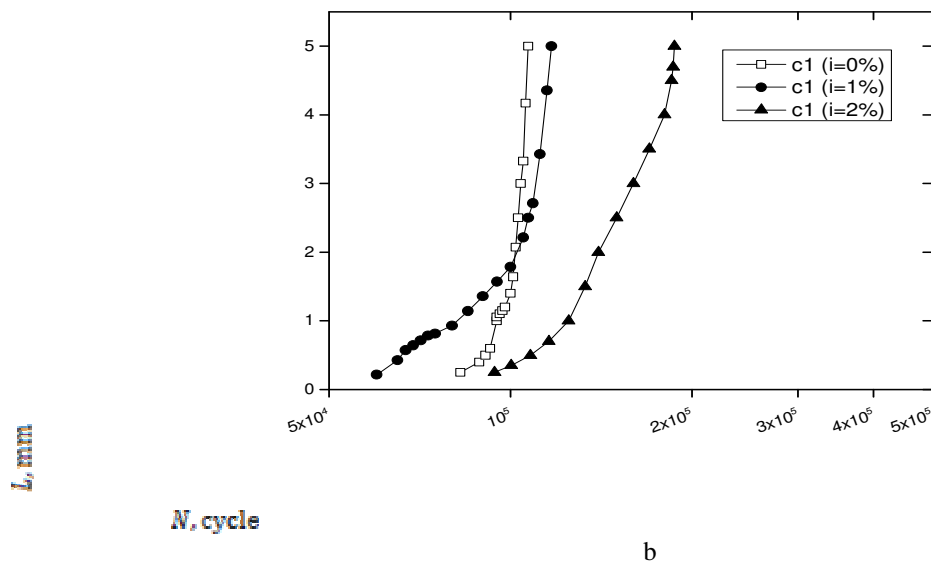 5
4
3
2
1
0
c1 (i=0%)
c1 (i=1%)
c1 (i=2%)
5x10⁴
10⁵
2x10⁵
3x10⁵
4x10⁵
5x10⁵
L, mm
N, cycle
b